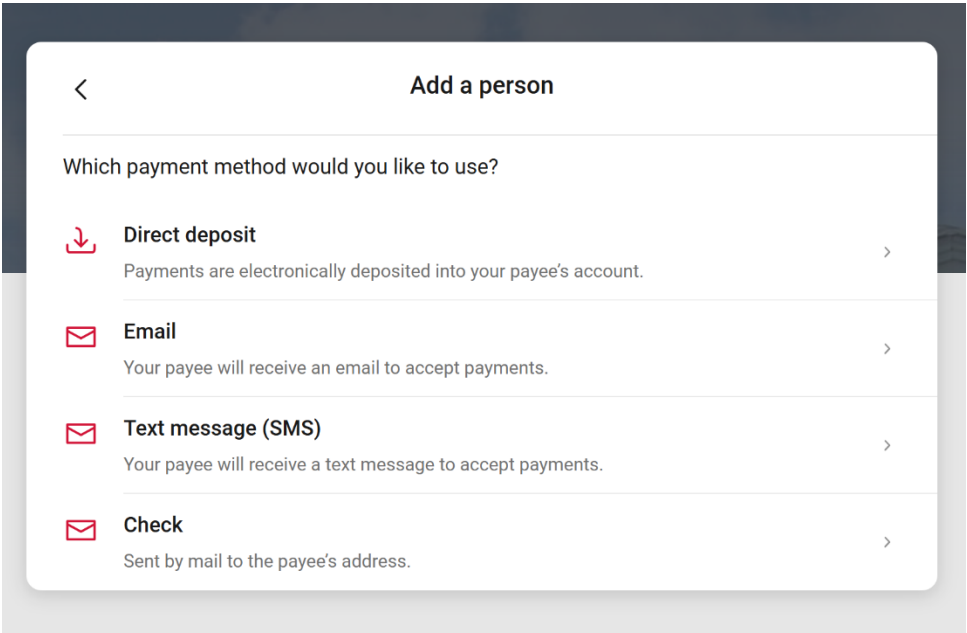 Add a person
Which payment method would you like to use?
Direct deposit
Payments are electronically deposited into your payee's account.
Email
Your payee will receive an email to accept payments.
Text message (SMS)
Your payee will receive a text message to accept payments.
Check
Sent by mail to the payee's address.